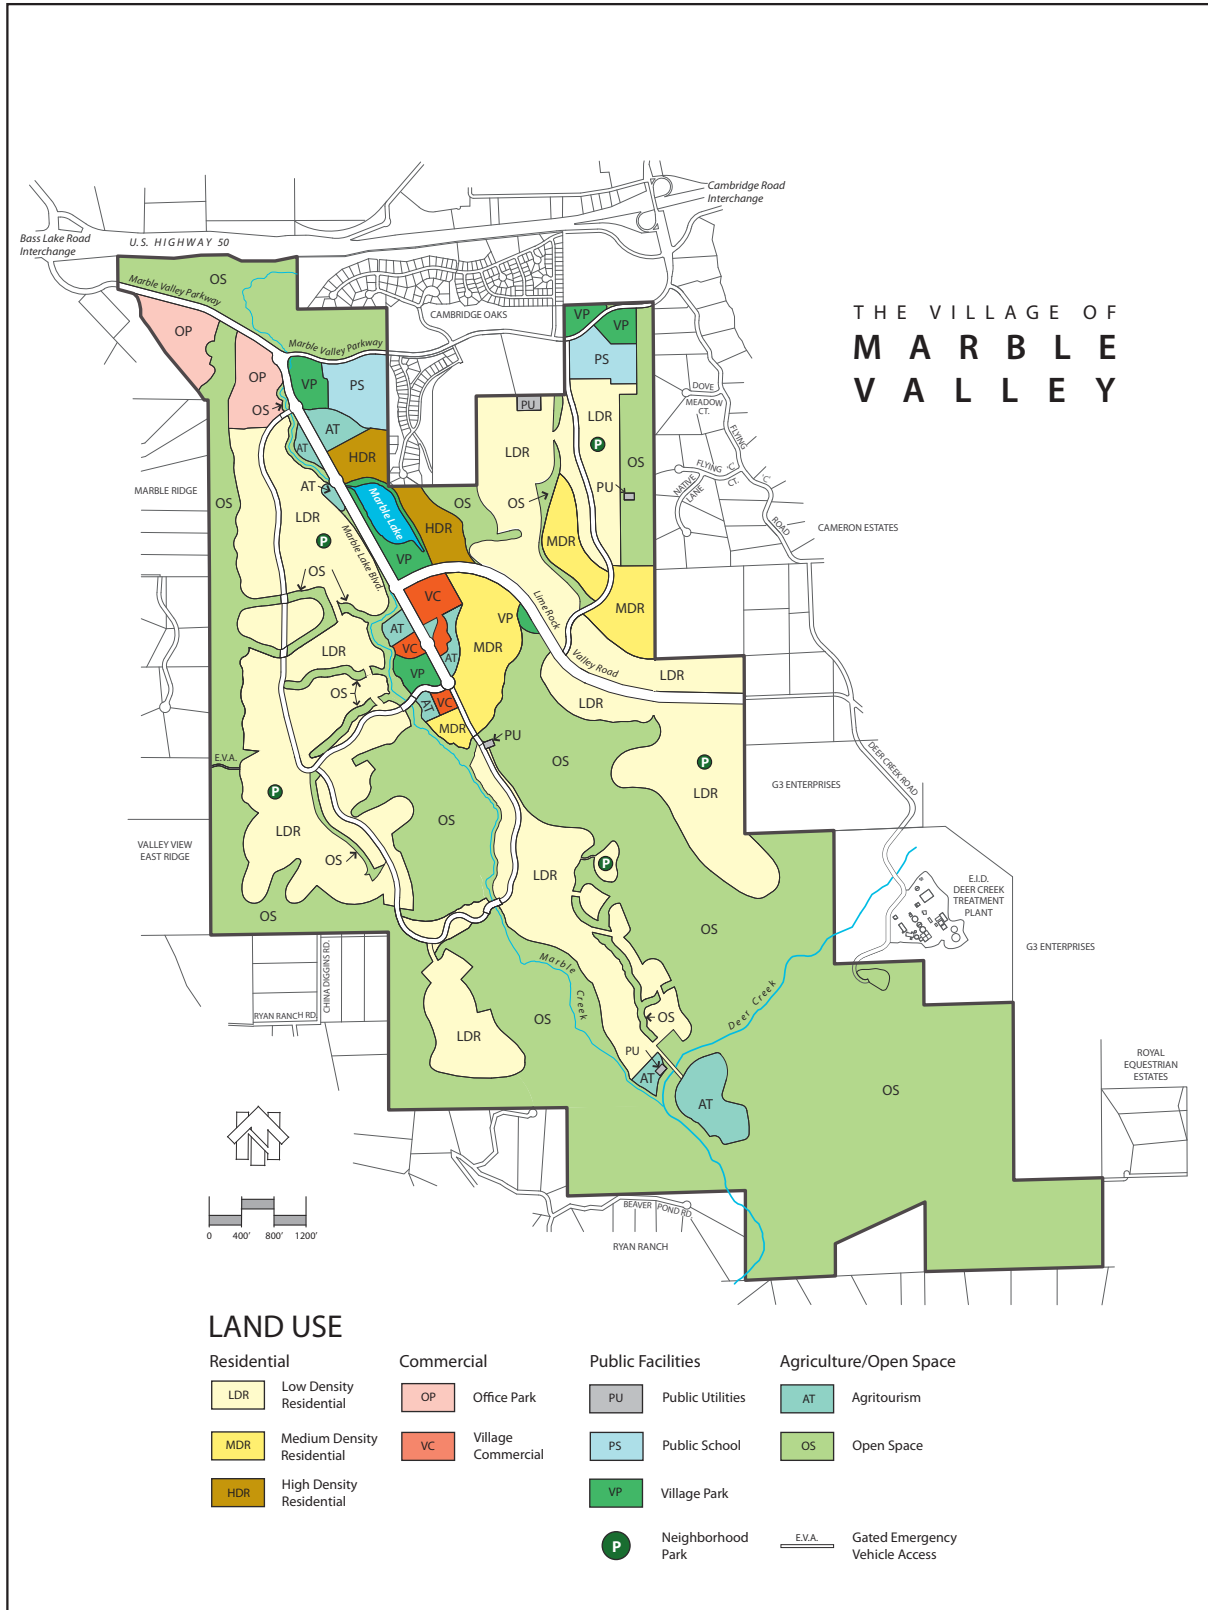 Cambridge Road
Interchange
Bass Lake Road
Interchange
U.S. HIGHWAY 50
OS
Marble Valley Parkway
THE VILLAGE OF
MARBLE
VALLEY
CAMBRIDGE OAKS
VP
VP
OP
Marble Valley Parkway
PS
OP
VP
PS
DOVE
MEADOW
CT.
PU
OS
LDR
AT
FLYING
AT
HDR
P
LDR
OS
FLYING 'C'
CT.
'C'
NATIVE
LANE
ROAD
MARBLE RIDGE
AT
PU
OS
OS
OS
LDR
Marble Lake
HDR
CAMERON ESTATES
P
Marble Lake Blvd.
MDR
VP
OS
Lime Rock
VC
MDR
VP
AT
LDR
VC
MDR
AT
Valley Road
VP
LDR
OS
AT
VC
LDR
MDR
PU
E.V.A.
OS
P
DEER CREEK ROAD
G3 ENTERPRISES
P
LDR
LDR
OS
VALLEY VIEW
EAST RIDGE
OS
P
LDR
E.I.D.
DEER CREEK
TREATMENT
PLANT
OS
OS
G3 ENTERPRISES
CHINA DIGGINS RD.
Marble
Creek
Deer Creek
RYAN RANCH RD.
OS
OS
LDR
PU
AT
ROYAL
EQUESTRIAN
ESTATES
OS
AT
N
BEAVER POND RD.
0 400' 800' 1200'
RYAN RANCH
LAND USE
Residential
LDR Low Density
Residential
MDR Medium Density
Residential
HDR High Density
Residential
Commercial
OP Office Park
VC Village
Commercial
Public Facilities
PU Public Utilities
PS Public School
VP Village Park
P Neighborhood
Park
Agriculture/Open Space
AT Agritourism
OS Open Space
E.V.A. Gated Emergency
Vehicle Access